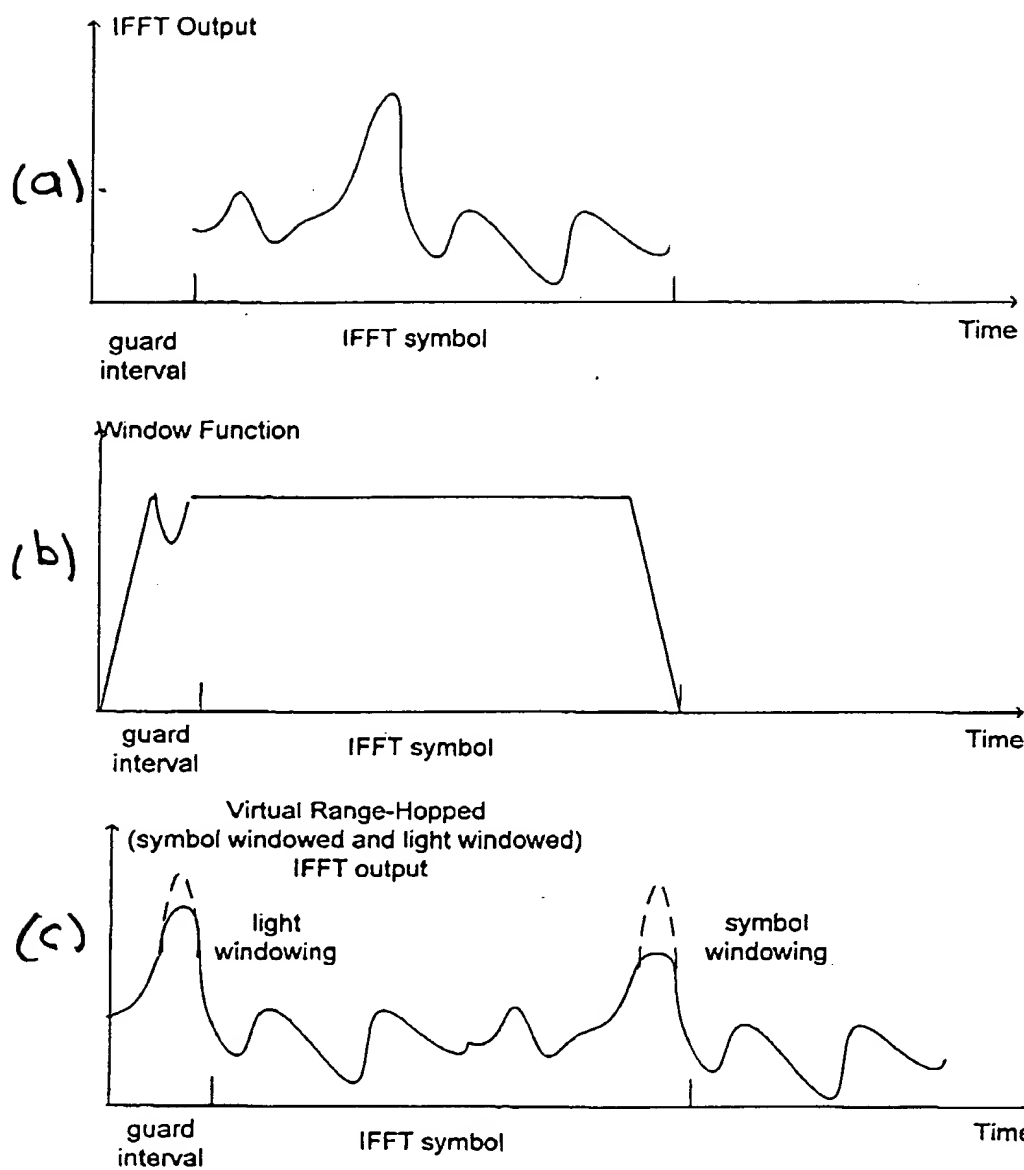 IFFT Output
(a)
guard
interval
IFFT symbol
Time
Window Function
(b)
guard
interval
IFFT symbol
Time
Virtual Range-Hopped
(symbol windowed and light windowed)
IFFT output
(c)
light
windowing
symbol
windowing
guard
interval
IFFT symbol
Time